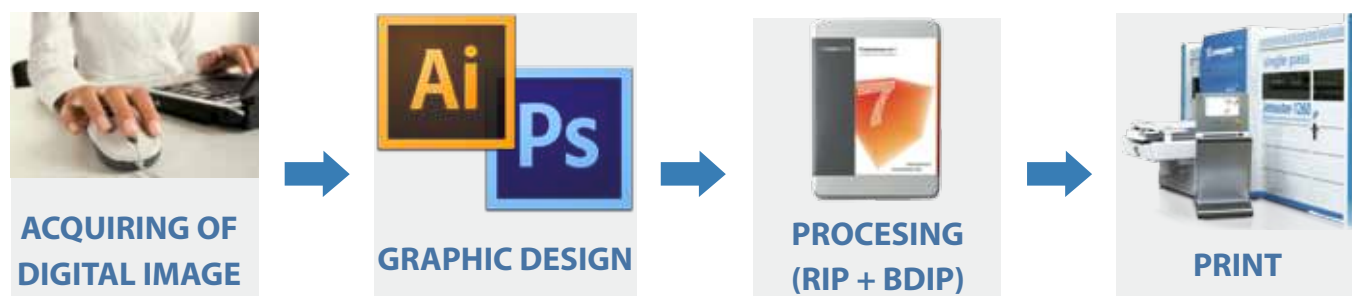 Ai
Ps
7
single pass
ACQUIRING OF
DIGITAL IMAGE
GRAPHIC DESIGN
PROCESING
(RIP + BDIP)
PRINT